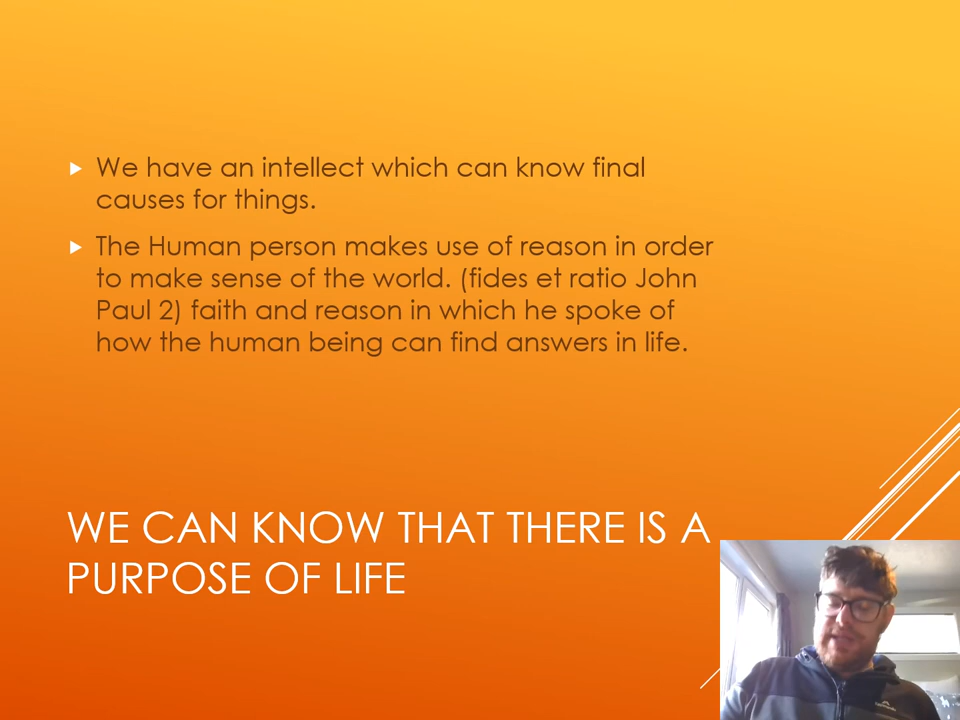 We have an intellect which can know final
causes for things.
The Human person makes use of reason in order
to make sense of the world. (fides et ratio John
Paul 2) faith and reason in which he spoke of
how the human being can find answers in life.
WE CAN KNOW THAT THERE IS A
PURPOSE OF LIFE